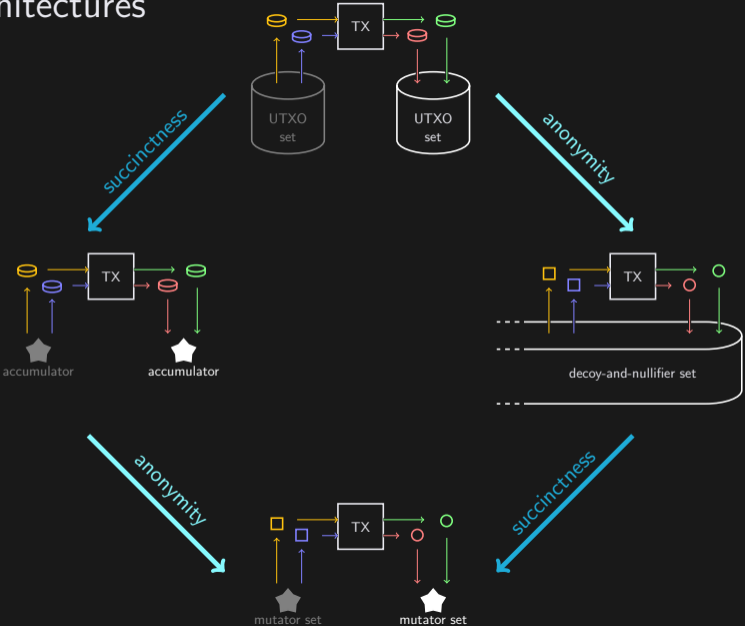 hitectures
TX
UTXO
set
UTXO
set
succinctness
anonymity
TX
accumulator
accumulator
TX
decoy-and-nullifier set
anonymity
succinctness
TX
mutator set
mutator set